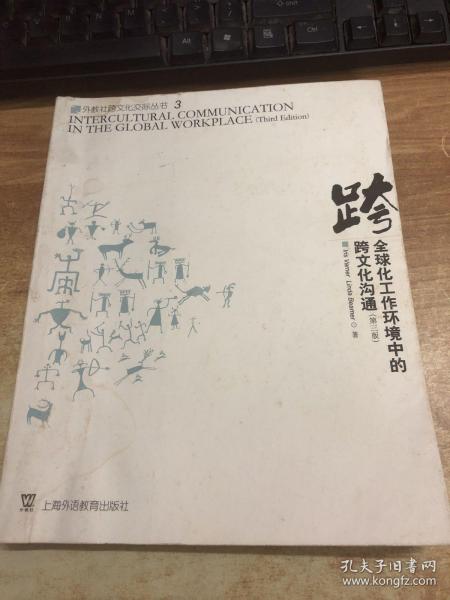 外教社跨文化交际丛书 3
INTERCULTURAL COMMUNICATION
IN THE GLOBAL WORKPLACE (Third Edition)
跨
全球化工作环境中的
跨文化沟通（第三版）
Iris Varner Linda Beamer 著
外教社
上海外语教育出版社
孔夫子旧书网
www.kongfz.com